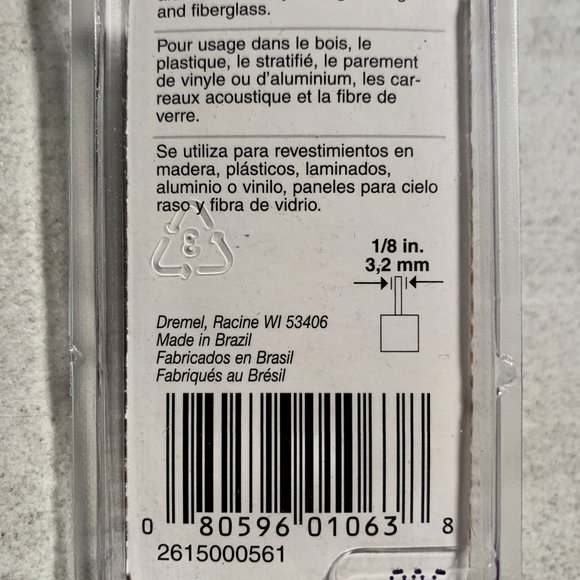 and fiberglass.
Pour usage dans le bois, le
plastique, le stratifié, le parement
de vinyle ou d'aluminium, les car-
reaux acoustique et la fibre de
verre.
Se utiliza para revestimientos en
madera, plásticos, laminados,
aluminio o vinilo, paneles para cielo
raso y fibra de vidrio.
3
1/8 in.
3,2 mm
Dremel, Racine WI 53406
Made in Brazil
Fabricados en Brasil
Fabriqués au Brésil
0 80596 01063 8
2615000561